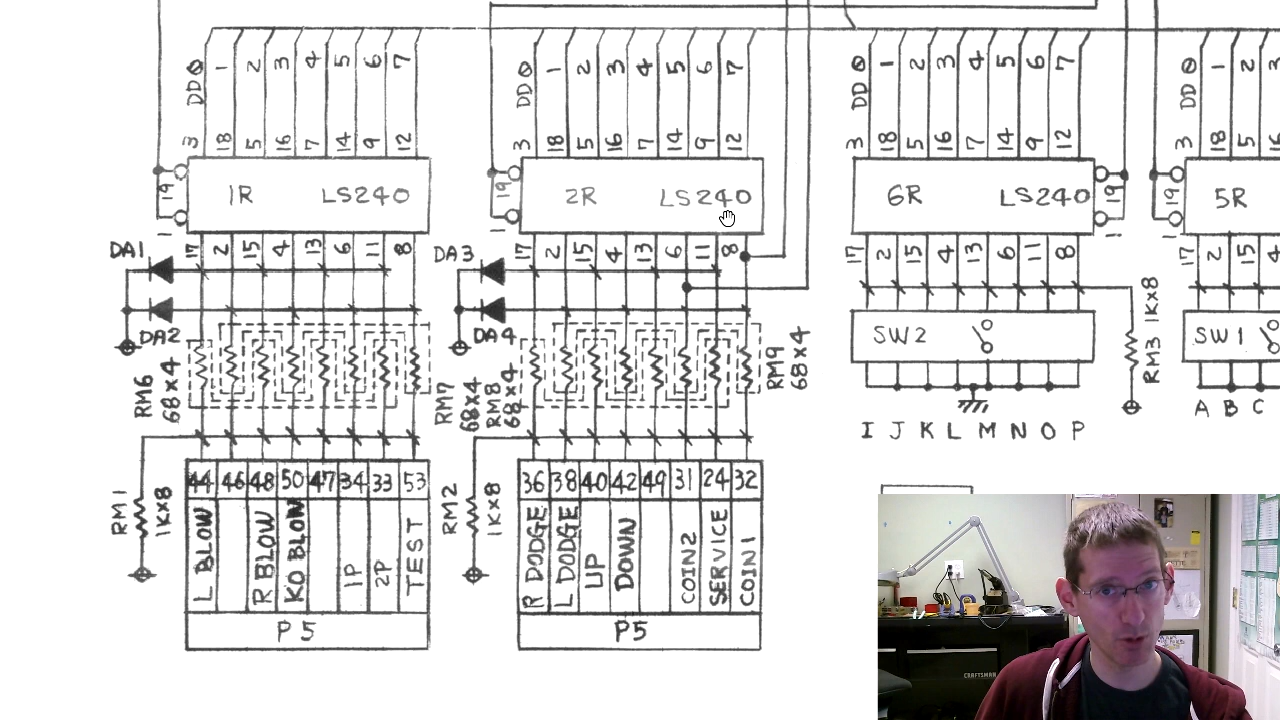 DD0 1 2 3 4 5 6 7
3 18 5 16 7 14 9 12
1R LS240
19
1
17 2 15 4 13 6 11 8
DA1
DA2
RM6 68x4
RM7 68x4
RM1 1Kx8
44 46 48 50 47 34 33 53
L BLOW R BLOW KO BLOW 1P 2P TEST
P5
DD0 1 2 3 4 5 6 7
3 18 5 16 7 14 9 12
2R LS240
19
1
17 2 15 4 13 6 11 8
DA3
DA4
RM8 68x4
RM9 68x4
RM2 1Kx8
36 38 40 42 49 31 24 32
R DODGE L DODGE UP DOWN COIN2 SERVICE COIN1
P5
DD0 1 2 3 4 5 6 7
3 18 5 16 7 14 9 12
6R LS240
19
1
17 2 15 4 13 6 11 8
SW2
RM3 1Kx8
I J K L M N O P
DD0 1 2 3
3 18 5 16
5R
19
1
17 2 15 4
SW1
A B C
CRAFTSMAN